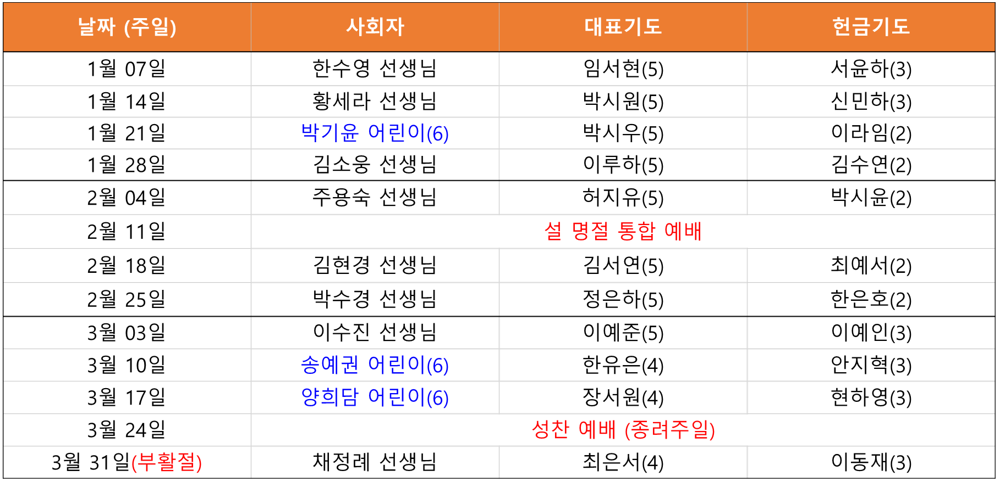 날짜 (주일) 사회자 대표기도 헌금기도
1월 07일 한수영 선생님 임서현(5) 서윤하(3)
1월 14일 황세라 선생님 박시원(5) 신민하(3)
1월 21일 박기윤 어린이(6) 박시우(5) 이라임(2)
1월 28일 김소웅 선생님 이루하(5) 김수연(2)
2월 04일 주용숙 선생님 허지유(5) 박시윤(2)
2월 11일 설 명절 통합 예배
2월 18일 김현경 선생님 김서연(5) 최예서(2)
2월 25일 박수경 선생님 정은하(5) 한은호(2)
3월 03일 이수진 선생님 이예준(5) 이예인(3)
3월 10일 송예권 어린이(6) 한유은(4) 안지혁(3)
3월 17일 양희담 어린이(6) 장서원(4) 현하영(3)
3월 24일 성찬 예배 (종려주일)
3월 31일(부활절) 채정례 선생님 최은서(4) 이동재(3)